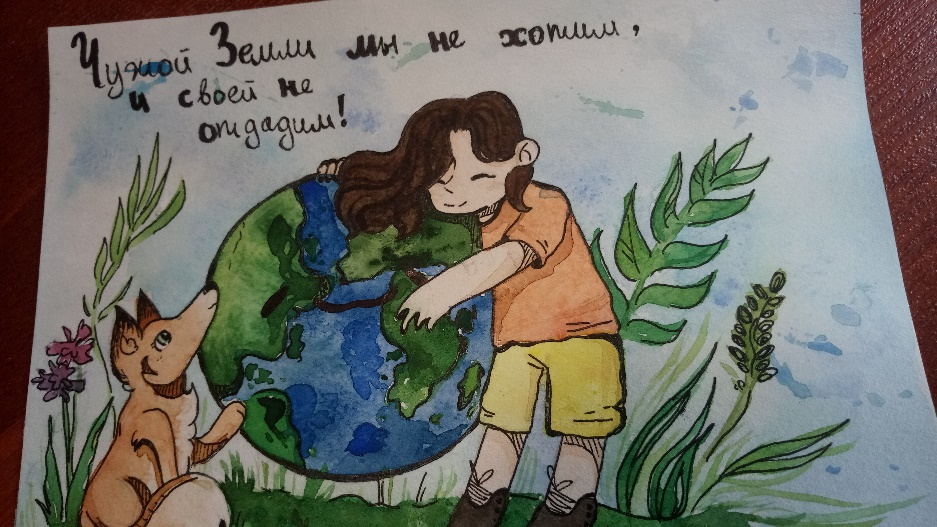 Чужой Земли мы не хотим,
и своей не
отдадим!